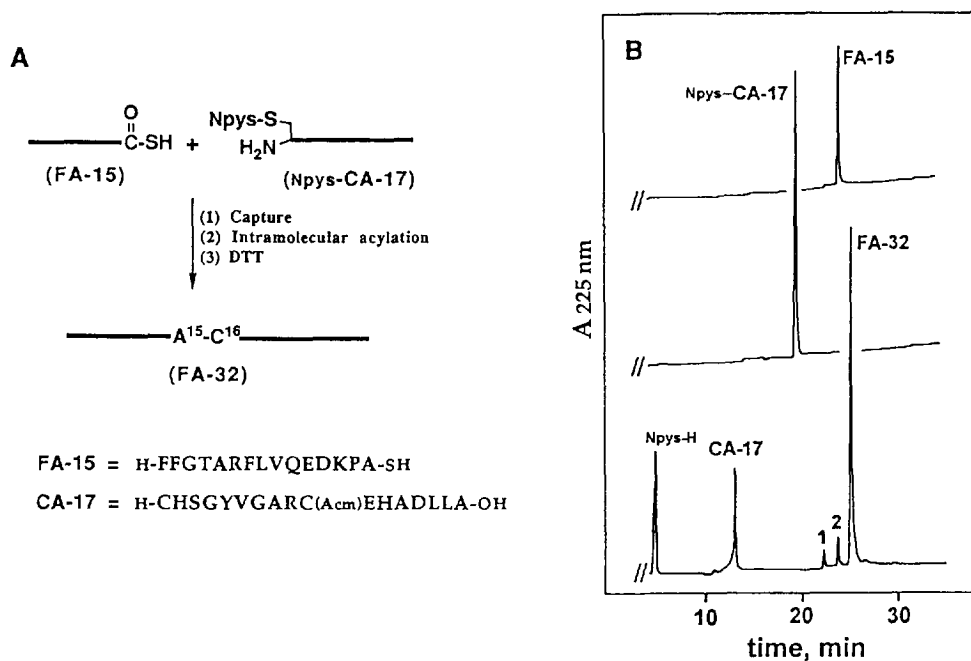 A
O
Npys-S
C-SH + H₂N
(FA-15) (Npys-CA-17)
(1) Capture
(2) Intramolecular acylation
(3) DTT
A¹⁵-C¹⁶
(FA-32)
FA-15 = H-FFGTARFLVQEDKPA-SH
CA-17 = H-CHSGYVGARC(Acm)EHADLLA-OH
B
FA-15
Npys-CA-17
FA-32
Npys-H
CA-17
1 2
A 225 nm
10 20 30
time, min